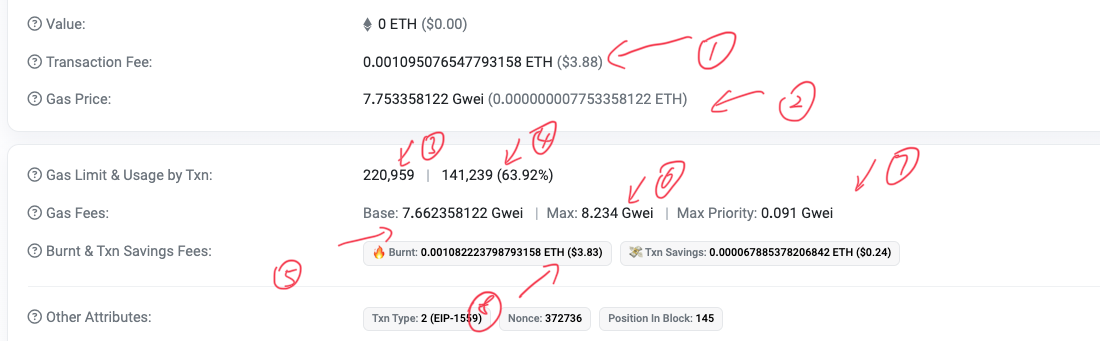 Value: 0 ETH ($0.00)
Transaction Fee: 0.001095076547793158 ETH ($3.88) 1
Gas Price: 7.753358122 Gwei (0.000000007753358122 ETH) 2
3 4
Gas Limit & Usage by Txn: 220,959 | 141,239 (63.92%)
6 7
Gas Fees: Base: 7.662358122 Gwei | Max: 8.234 Gwei | Max Priority: 0.091 Gwei
Burnt & Txn Savings Fees: 🔥 Burnt: 0.001082223798793158 ETH ($3.83) 💸 Txn Savings: 0.000067885378206842 ETH ($0.24)
5 8
Other Attributes: Txn Type: 2 (EIP-1559) Nonce: 372736 Position In Block: 145